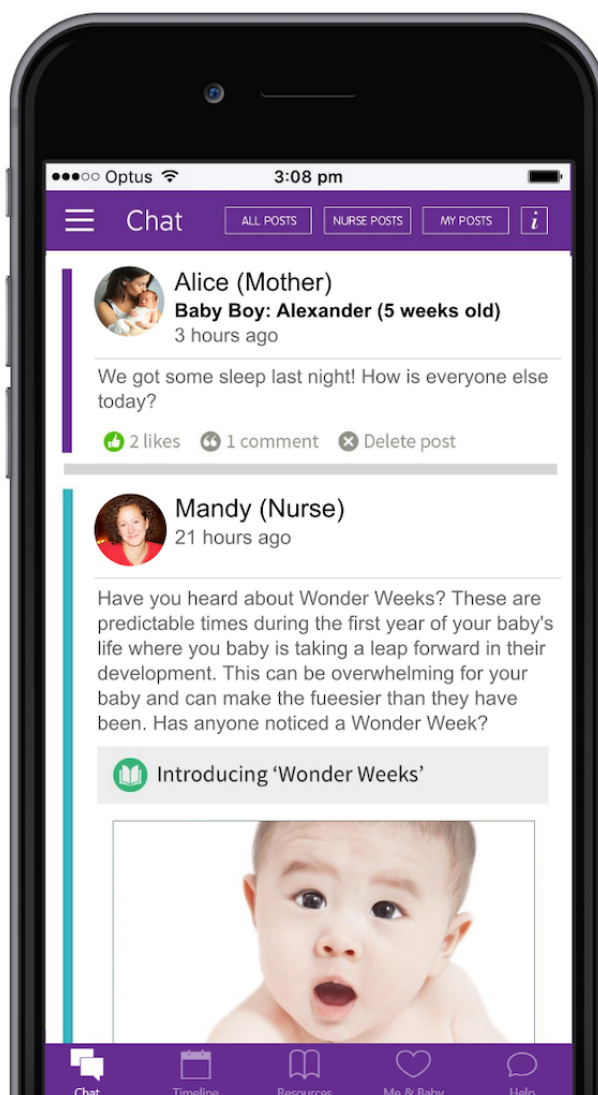 Optus 3:08 pm
Chat ALL POSTS NURSE POSTS MY POSTS i
Alice (Mother)
Baby Boy: Alexander (5 weeks old)
3 hours ago
We got some sleep last night! How is everyone else
today?
2 likes 1 comment Delete post
Mandy (Nurse)
21 hours ago
Have you heard about Wonder Weeks? These are
predictable times during the first year of your baby's
life where you baby is taking a leap forward in their
development. This can be overwhelming for your
baby and can make the fueesier than they have
been. Has anyone noticed a Wonder Week?
Introducing ‘Wonder Weeks’
Chat Timeline Resources Me & Baby Help